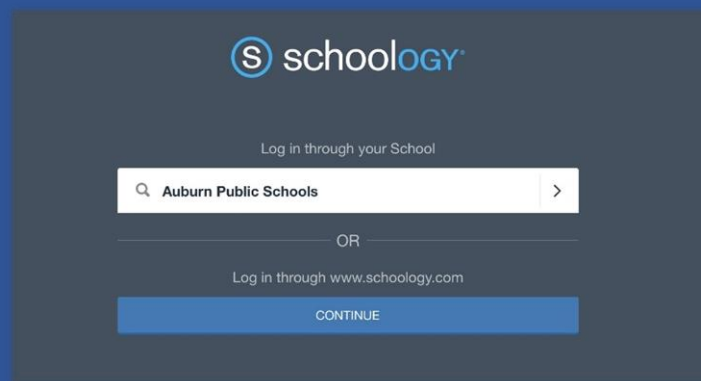 S schoology®
Log in through your School
Auburn Public Schools
OR
Log in through www.schoology.com
CONTINUE